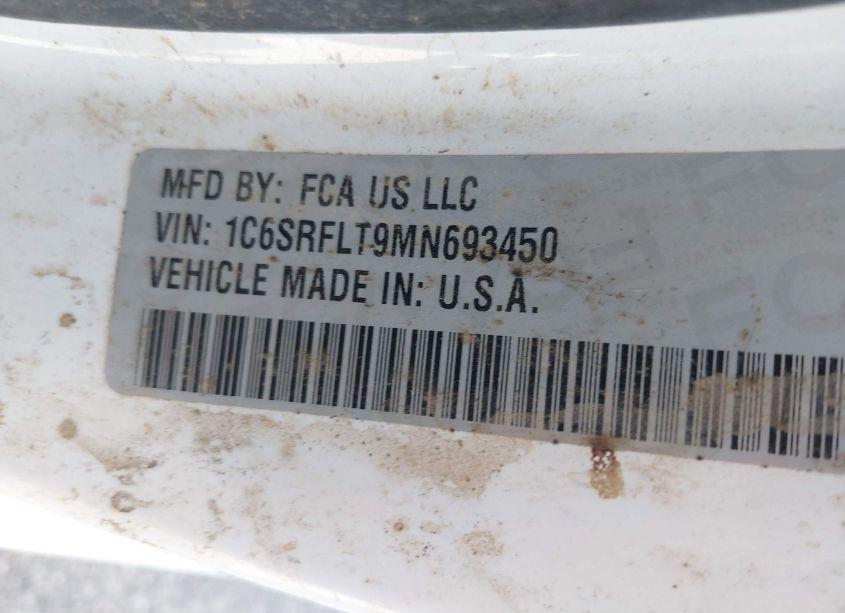 MFD BY: FCA US LLC
VIN: 1C6SRFLT9MN693450
VEHICLE MADE IN: U.S.A.